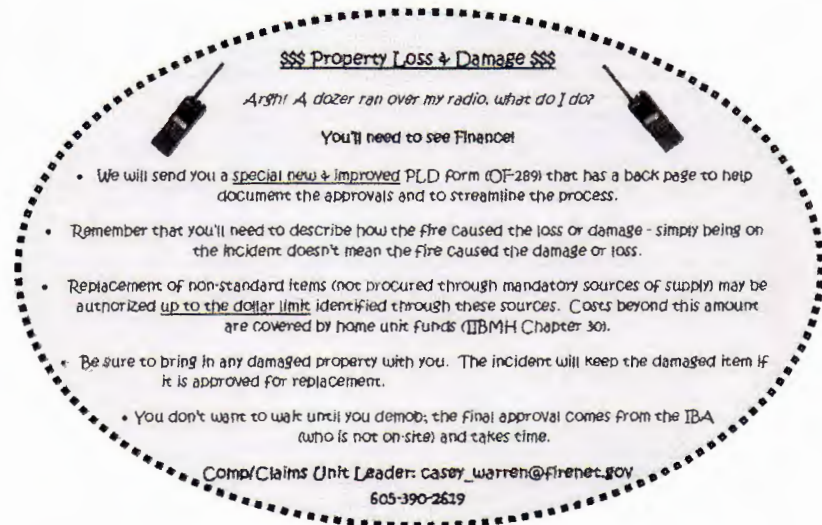 $$$ Property Loss & Damage $$$
Argh! A dozer ran over my radio, what do I do?
You'll need to see Finance!
• We will send you a special new & improved PLD form (OF-289) that has a back page to help
document the approvals and to streamline the process.
• Remember that you'll need to describe how the fire caused the loss or damage - simply being on
the incident doesn't mean the fire caused the damage or loss.
• Replacement of non-standard items (not procured through mandatory sources of supply) may be
authorized up to the dollar limit identified through these sources. Costs beyond this amount
are covered by home unit funds (IIBMH Chapter 30).
• Be sure to bring in any damaged property with you. The incident will keep the damaged item if
it is approved for replacement.
• You don't want to wait until you demob; the final approval comes from the IBA
(who is not on-site) and takes time.
Comp/Claims Unit Leader: casey_warren@firenet.gov
605-390-2619